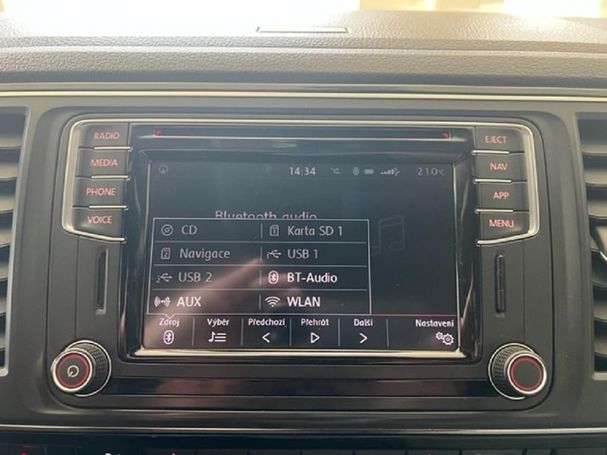 RADIO
MEDIA
PHONE
VOICE
EJECT
NAV
APP
MENU
14:34 21.0°C
Bluetooth audio
CD Karta SD 1
Navigace USB 1
USB 2 BT-Audio
AUX WLAN
Zdroj Výběr Předchozí Přehrát Další Nastavení